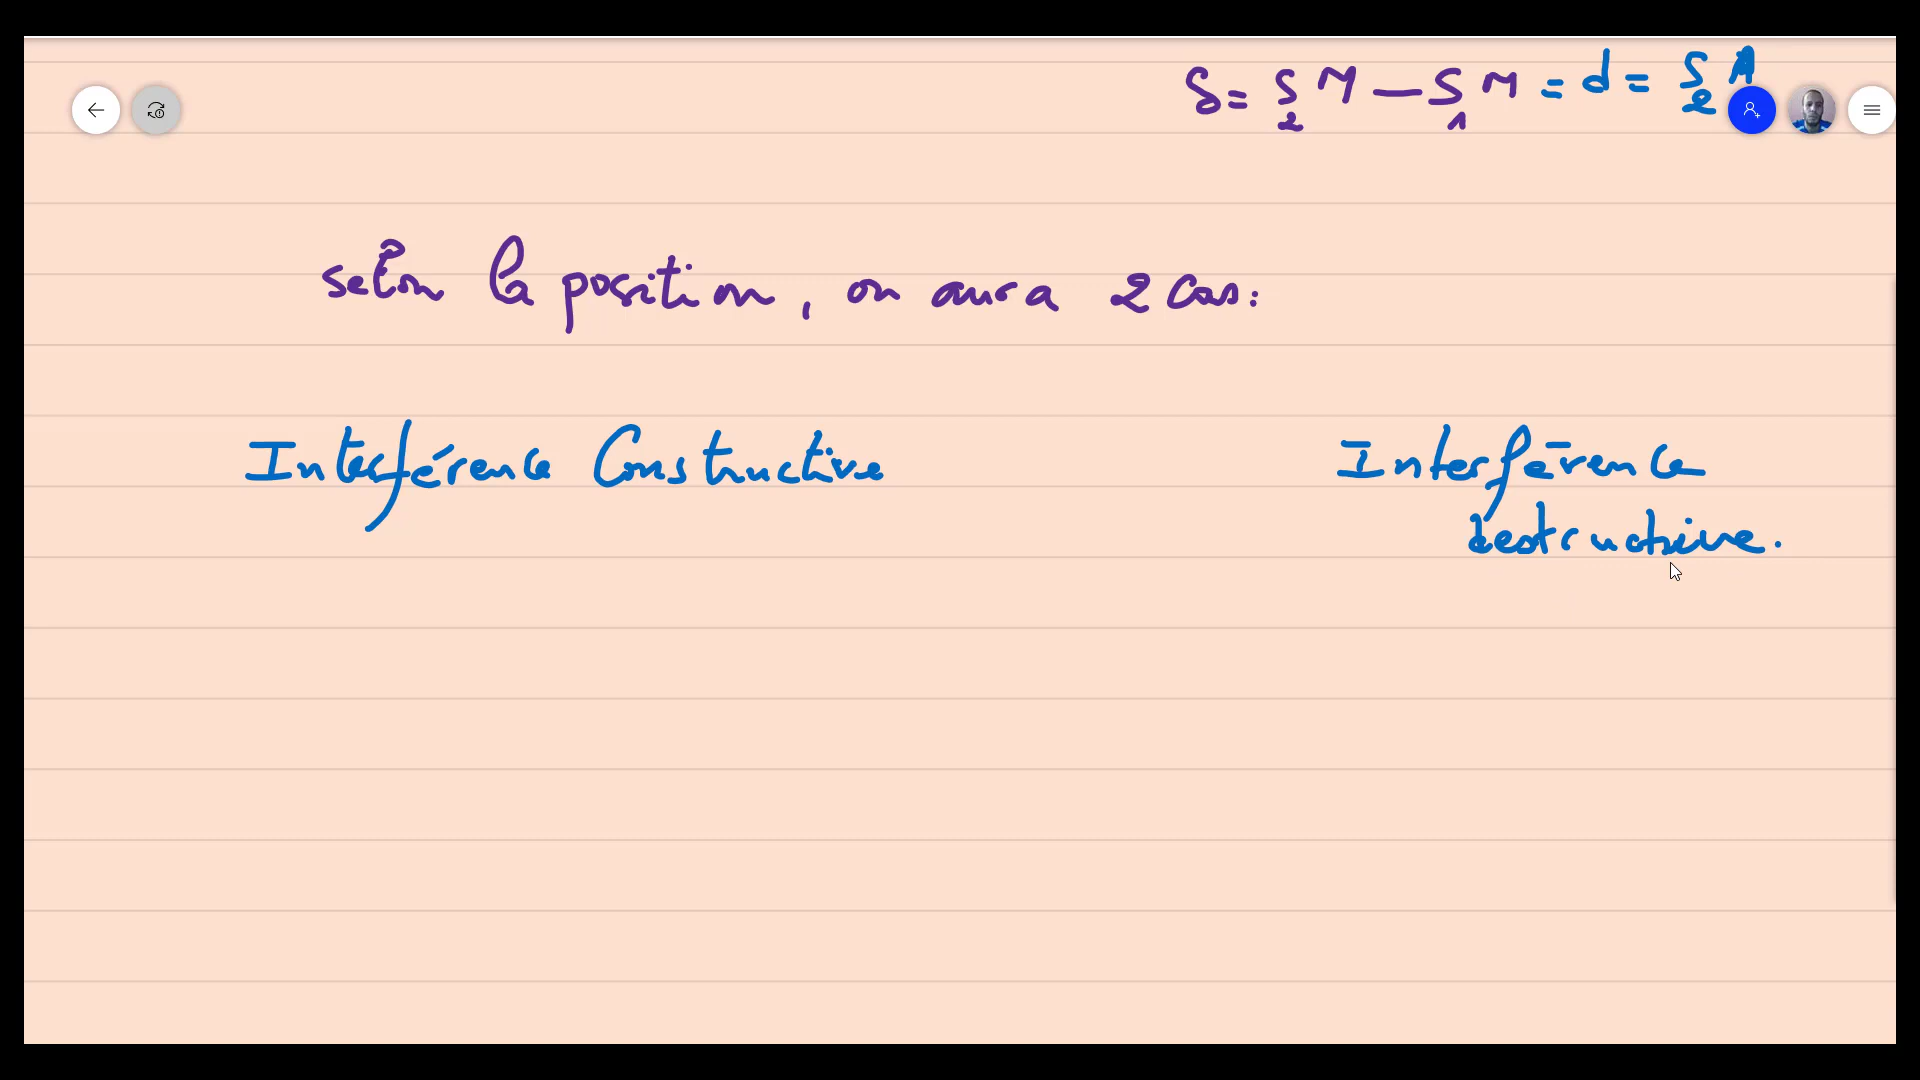 δ = S₂M — S₁M = d = S₂A
selon la position, on aura 2 cas:
Interférence Constructive
Interférence
destructive.